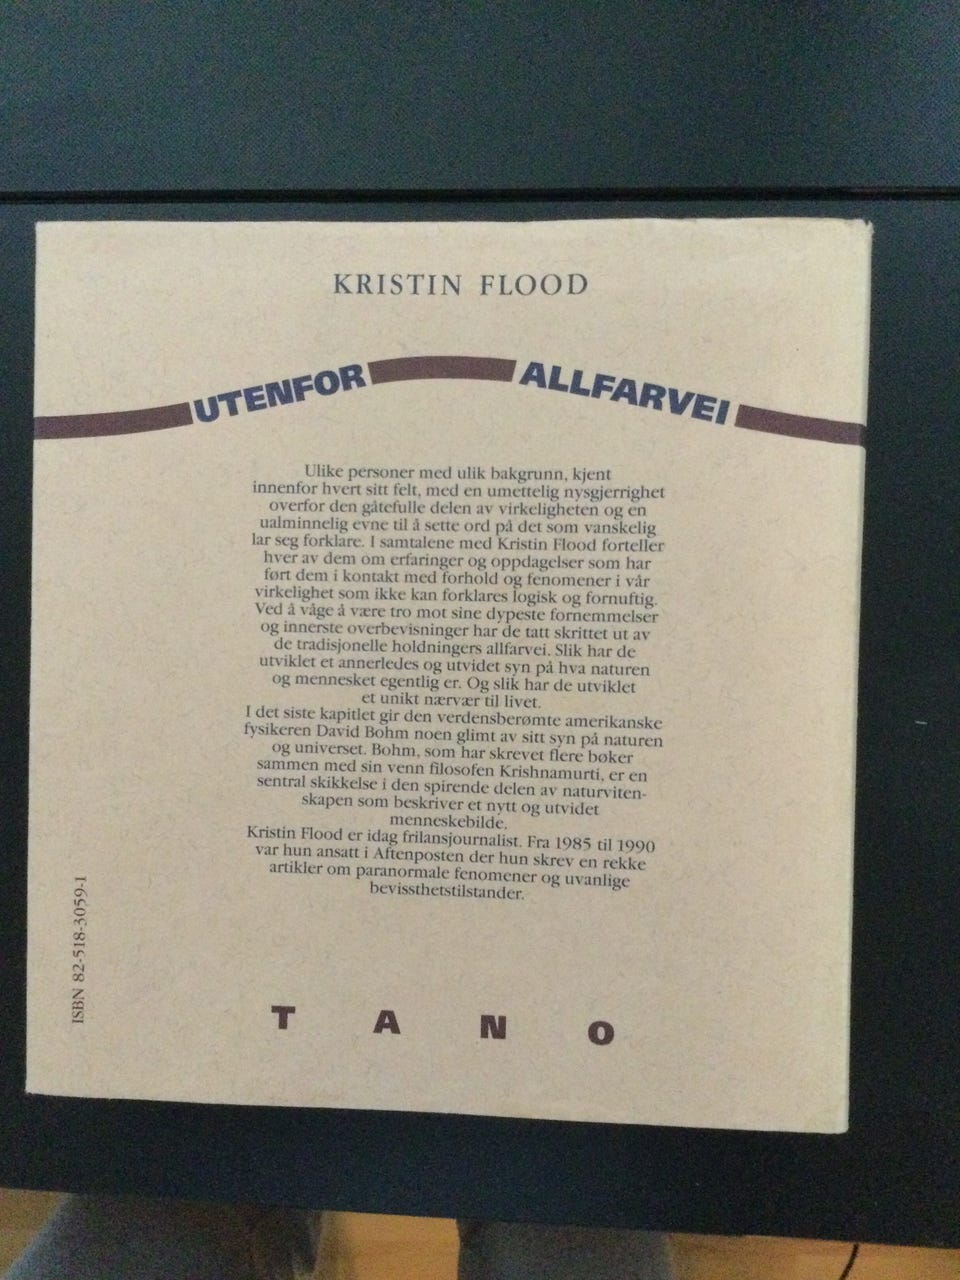 KRISTIN FLOOD
UTENFOR ALLFARVEI
Ulike personer med ulik bakgrunn, kjent
innenfor hvert sitt felt, med en umettelig nysgjerrighet
overfor den gåtefulle delen av virkeligheten og en
ualminnelig evne til å sette ord på det som vanskelig
lar seg forklare. I samtalene med Kristin Flood forteller
hver av dem om erfaringer og oppdagelser som har
ført dem i kontakt med forhold og fenomener i vår
virkelighet som ikke kan forklares logisk og fornuftig.
Ved å våge å være tro mot sine dypeste fornemmelser
og innerste overbevisninger har de tatt skrittet ut av
de tradisjonelle holdningers allfarvei. Slik har de
utviklet et annerledes og utvidet syn på hva naturen
og mennesket egentlig er. Og slik har de utviklet
et unikt nærvær til livet.
I det siste kapitlet gir den verdensberømte amerikanske
fysikeren David Bohm noen glimt av sitt syn på naturen
og universet. Bohm, som har skrevet flere bøker
sammen med sin venn filosofen Krishnamurti, er en
sentral skikkelse i den spirende delen av naturviten-
skapen som beskriver et nytt og utvidet
menneskebilde.
Kristin Flood er idag frilansjournalist. Fra 1985 til 1990
var hun ansatt i Aftenposten der hun skrev en rekke
artikler om paranormale fenomener og uvanlige
bevissthetstilstander.
ISBN 82-518-3059-1
TANO